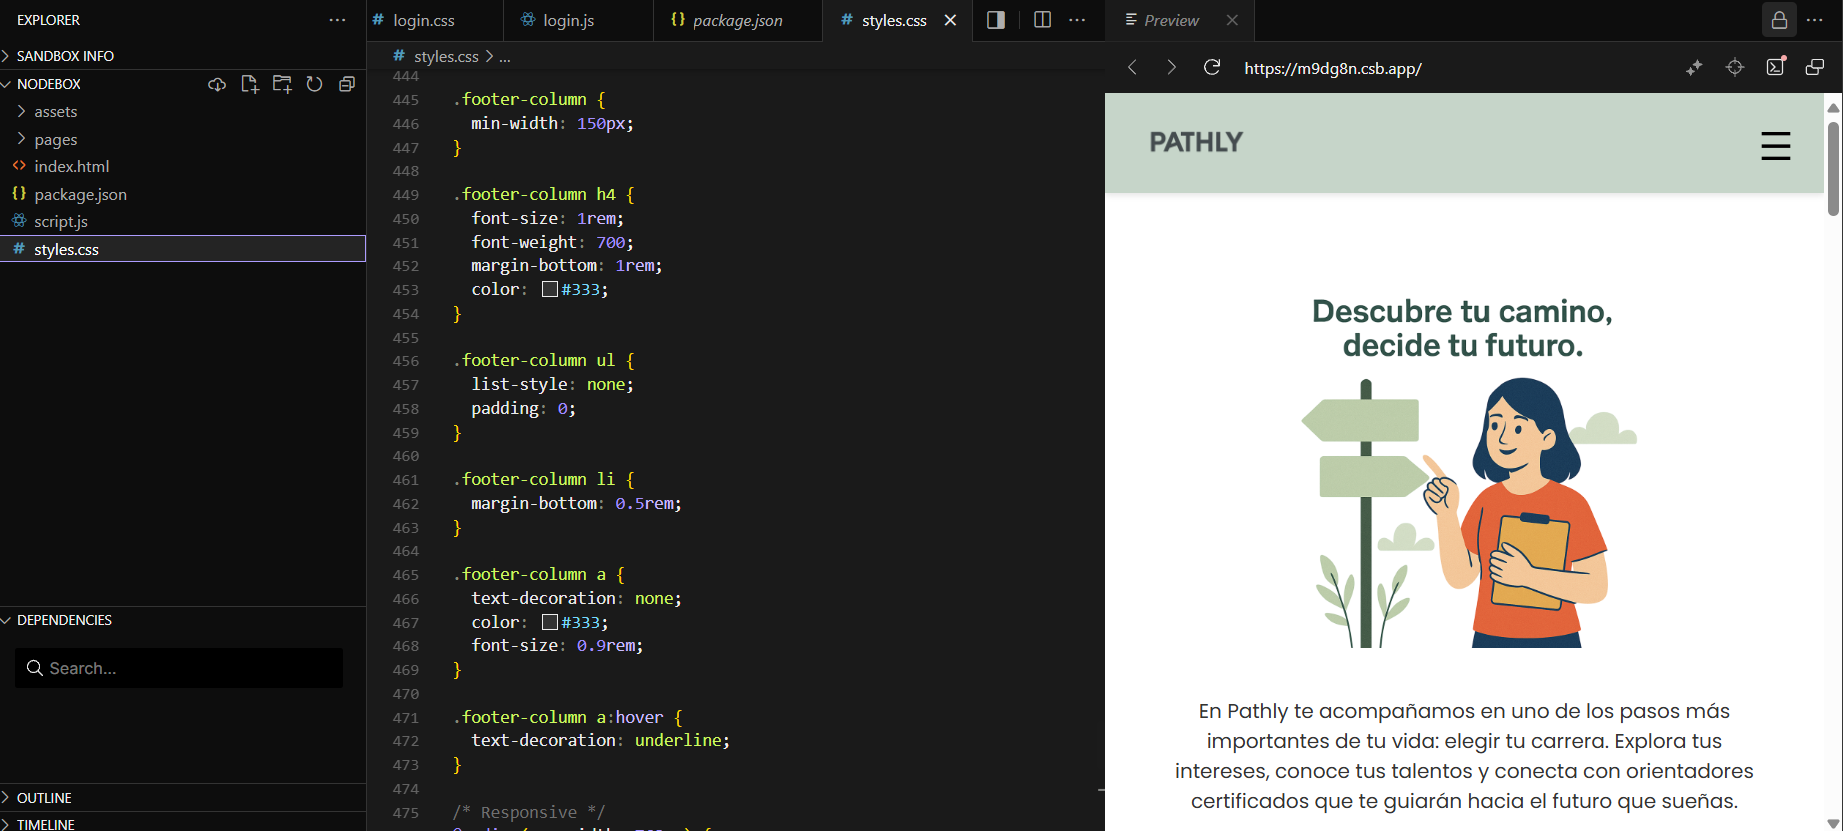 EXPLORER
SANDBOX INFO
NODEBOX
assets
pages
index.html
package.json
script.js
styles.css
DEPENDENCIES
Search...
OUTLINE
TIMELINE
login.css
login.js
package.json
styles.css
styles.css > ...
444
445 .footer-column {
446 min-width: 150px;
447 }
448
449 .footer-column h4 {
450 font-size: 1rem;
451 font-weight: 700;
452 margin-bottom: 1rem;
453 color: #333;
454 }
455
456 .footer-column ul {
457 list-style: none;
458 padding: 0;
459 }
460
461 .footer-column li {
462 margin-bottom: 0.5rem;
463 }
464
465 .footer-column a {
466 text-decoration: none;
467 color: #333;
468 font-size: 0.9rem;
469 }
470
471 .footer-column a:hover {
472 text-decoration: underline;
473 }
474
475 /* Responsive */
Preview
https://m9dg8n.csb.app/
PATHLY
Descubre tu camino,
decide tu futuro.
En Pathly te acompañamos en uno de los pasos más
importantes de tu vida: elegir tu carrera. Explora tus
intereses, conoce tus talentos y conecta con orientadores
certificados que te guiarán hacia el futuro que sueñas.